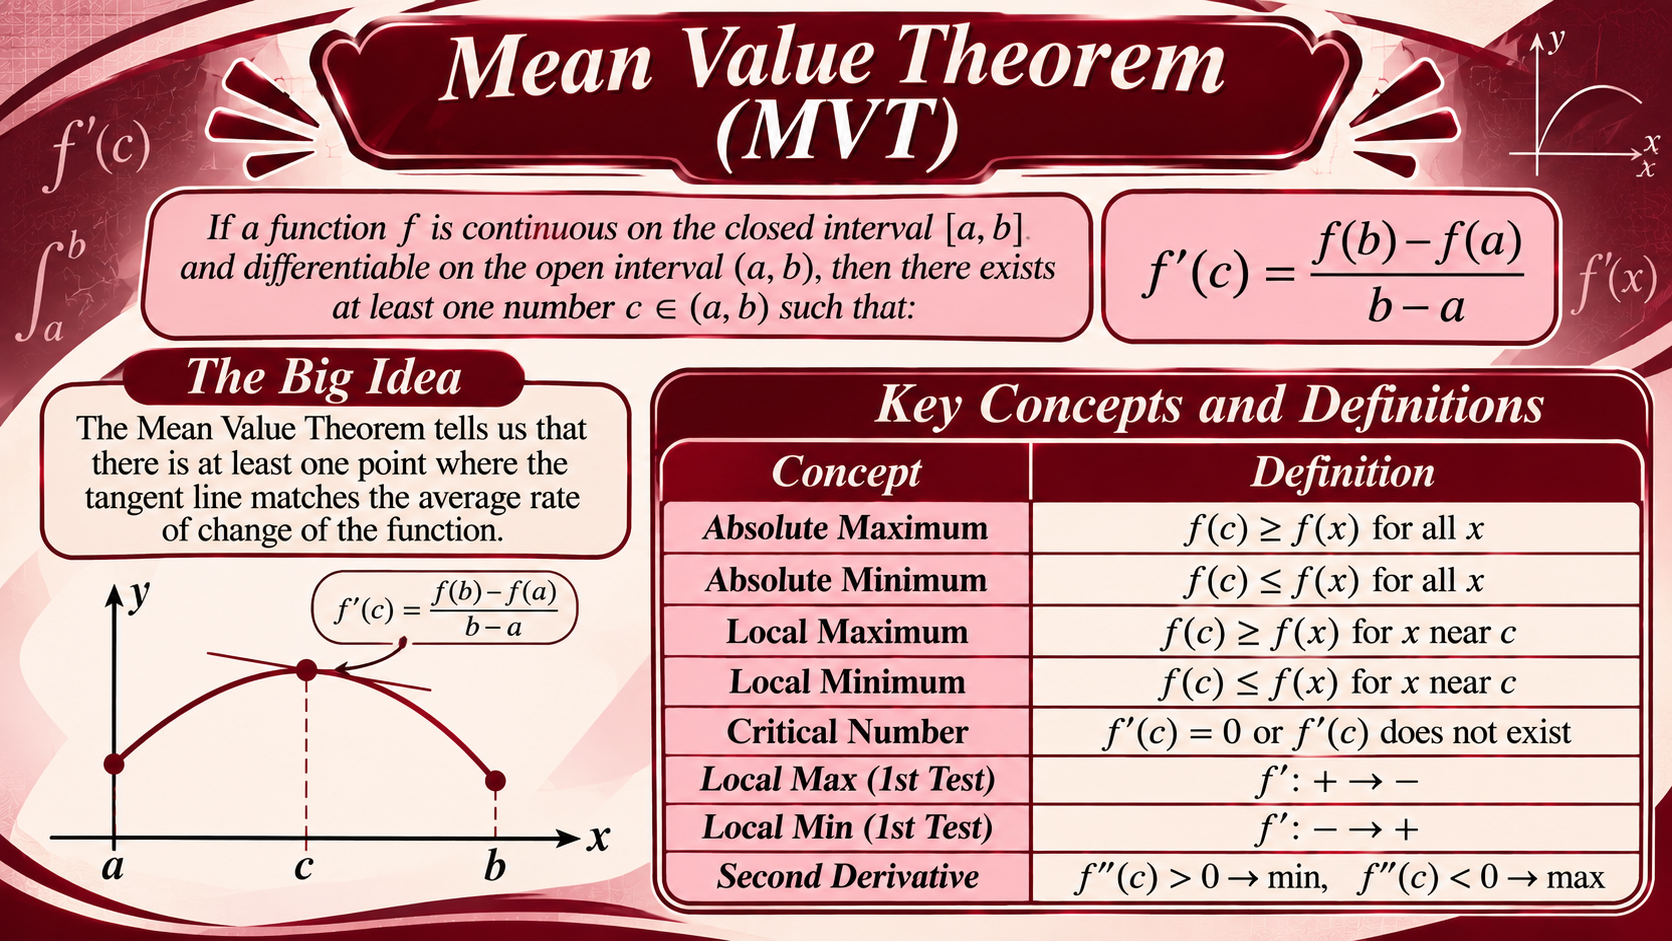 Mean Value Theorem
(MVT)
f'(c)
∫_a^b
y
x
x
If a function f is continuous on the closed interval [a, b].
and differentiable on the open interval (a, b), then there exists
at least one number c ∈ (a, b) such that:
f'(c) = \frac{f(b) – f(a)}{b – a}
f'(x)
The Big Idea
The Mean Value Theorem tells us that
there is at least one point where the
tangent line matches the average rate
of change of the function.
y
f'(c) = \frac{f(b) – f(a)}{b – a}
x
a c b
Key Concepts and Definitions
Concept Definition
Absolute Maximum f(c) ≥ f(x) for all x
Absolute Minimum f(c) ≤ f(x) for all x
Local Maximum f(c) ≥ f(x) for x near c
Local Minimum f(c) ≤ f(x) for x near c
Critical Number f'(c) = 0 or f'(c) does not exist
Local Max (1st Test) f': + → −
Local Min (1st Test) f': − → +
Second Derivative f''(c) > 0 → min, f''(c) < 0 → max